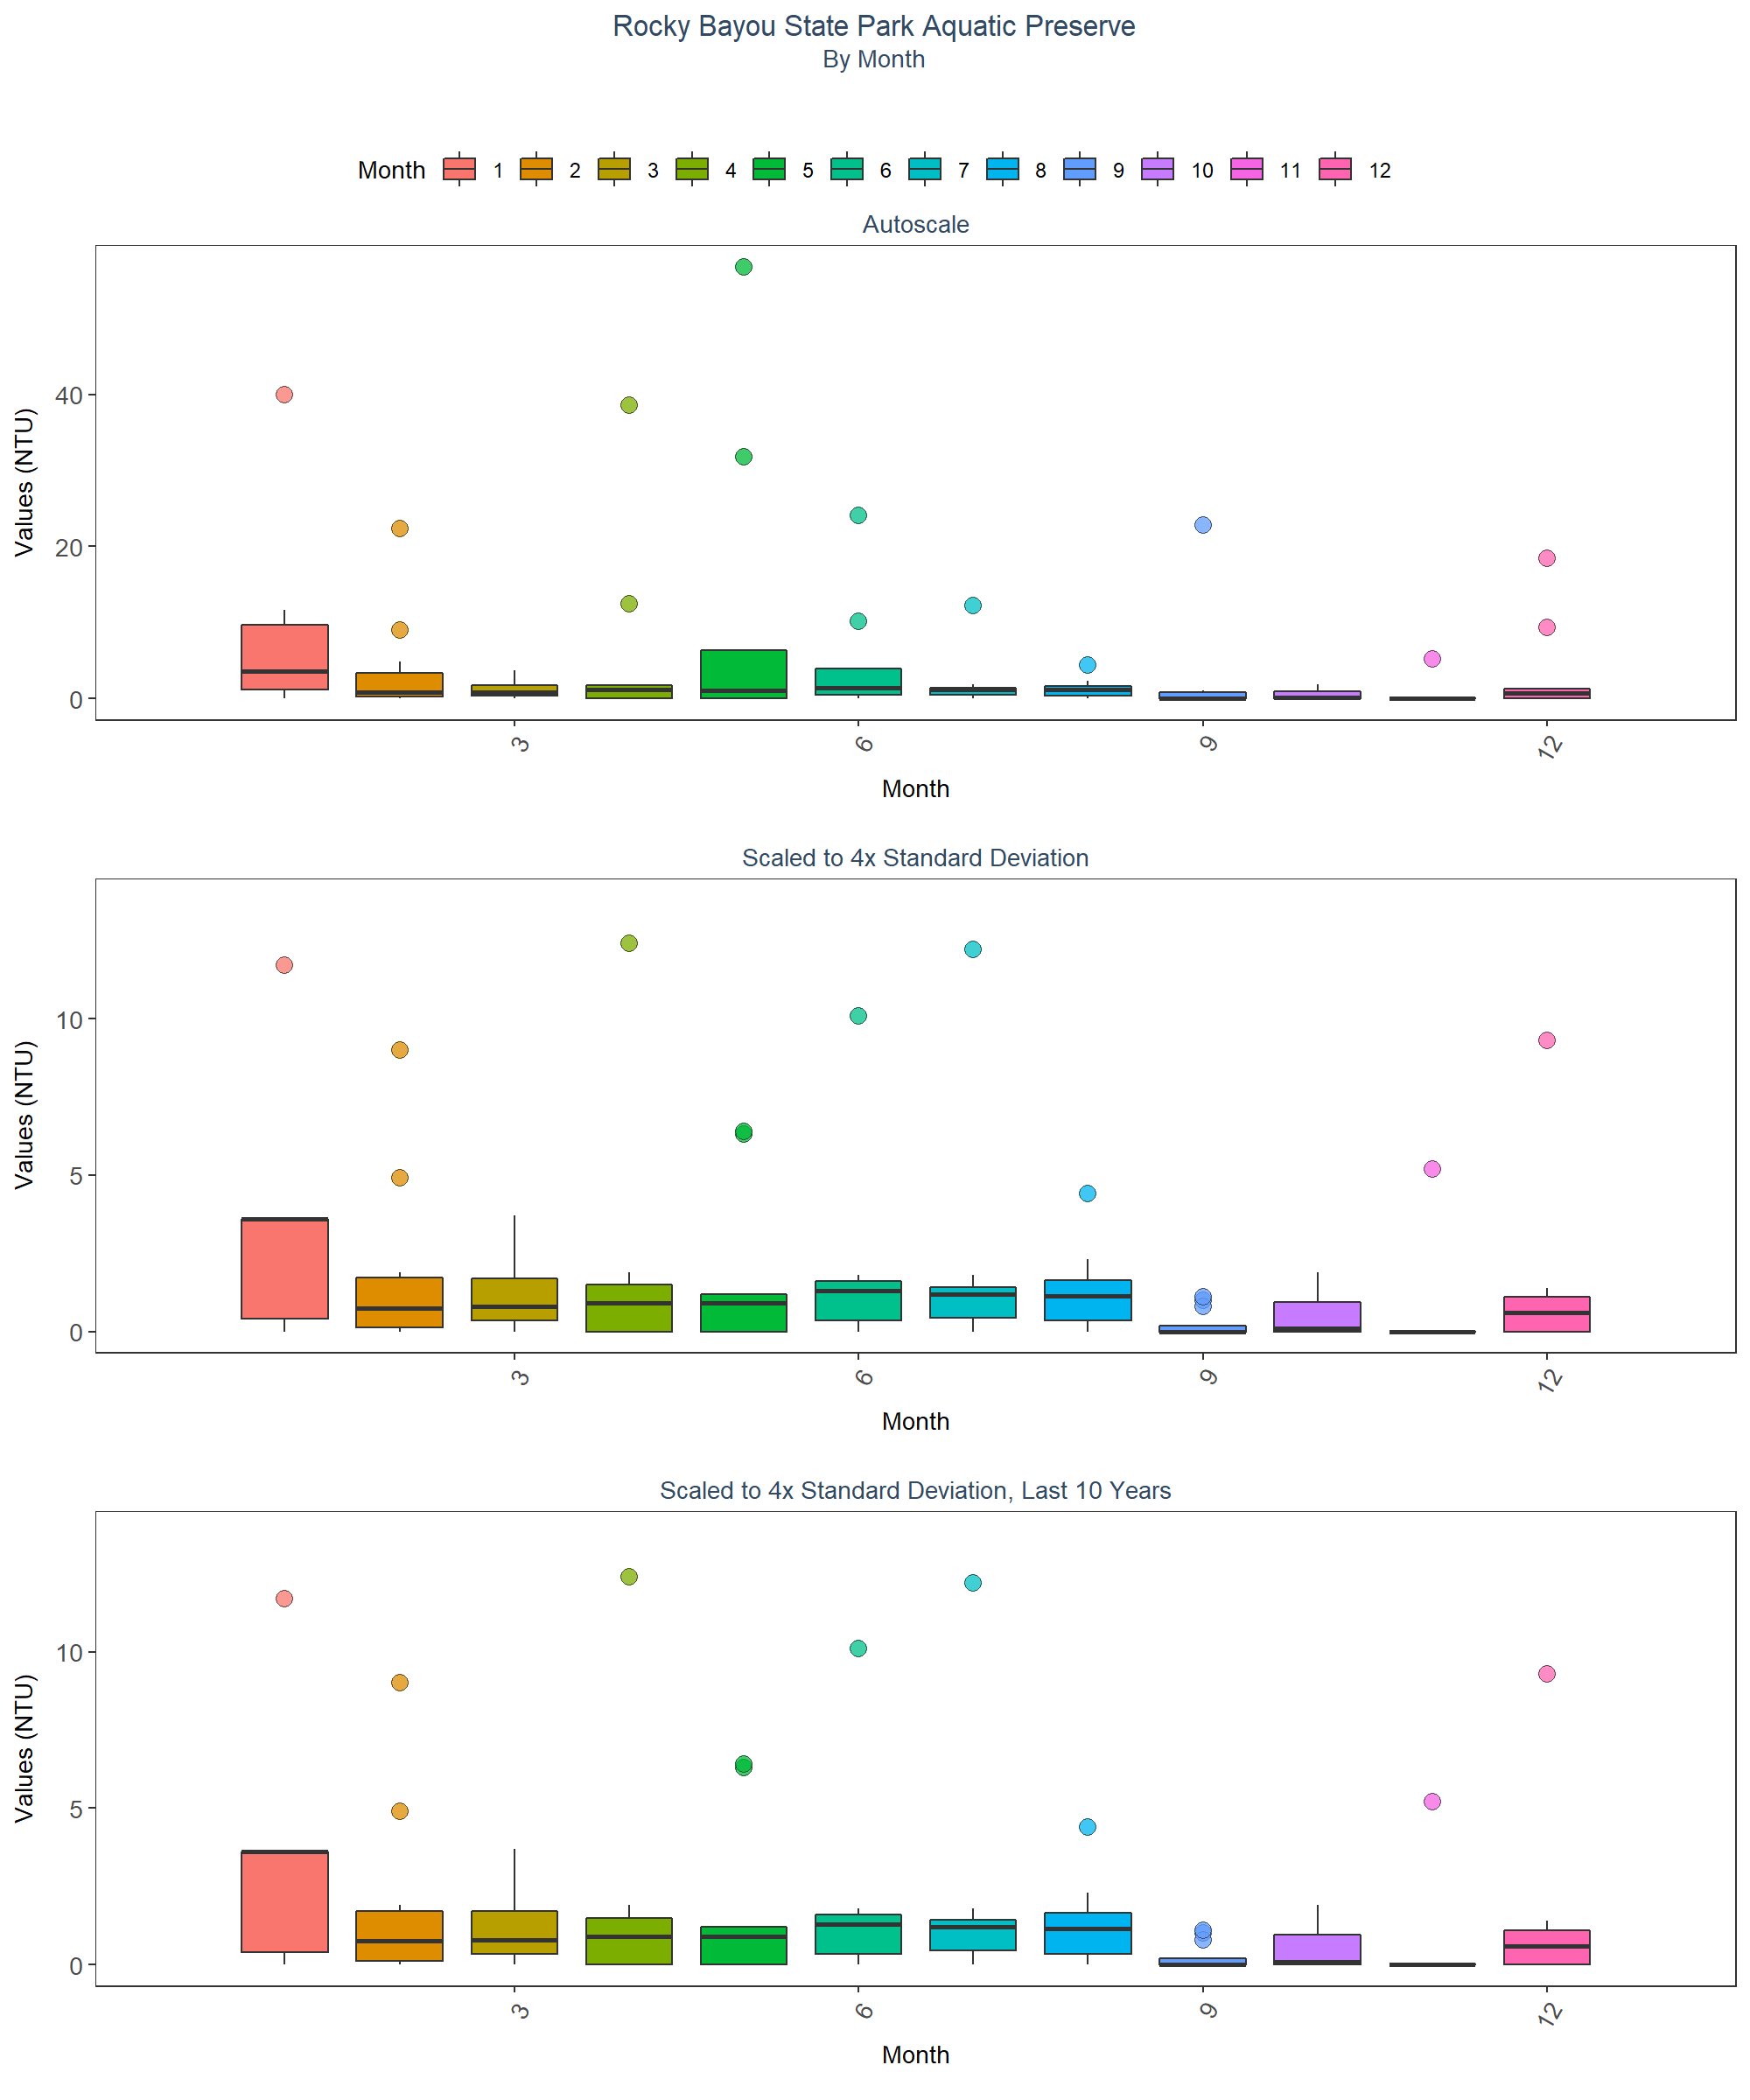 Rocky Bayou State Park Aquatic Preserve
By Month
Month 1 2 3 4 5 6 7 8 9 10 11 12
Autoscale
Values (NTU)
40
20
0
3 6 9 12
Month
Scaled to 4x Standard Deviation
Values (NTU)
10
5
0
3 6 9 12
Month
Scaled to 4x Standard Deviation, Last 10 Years
Values (NTU)
10
5
0
3 6 9 12
Month